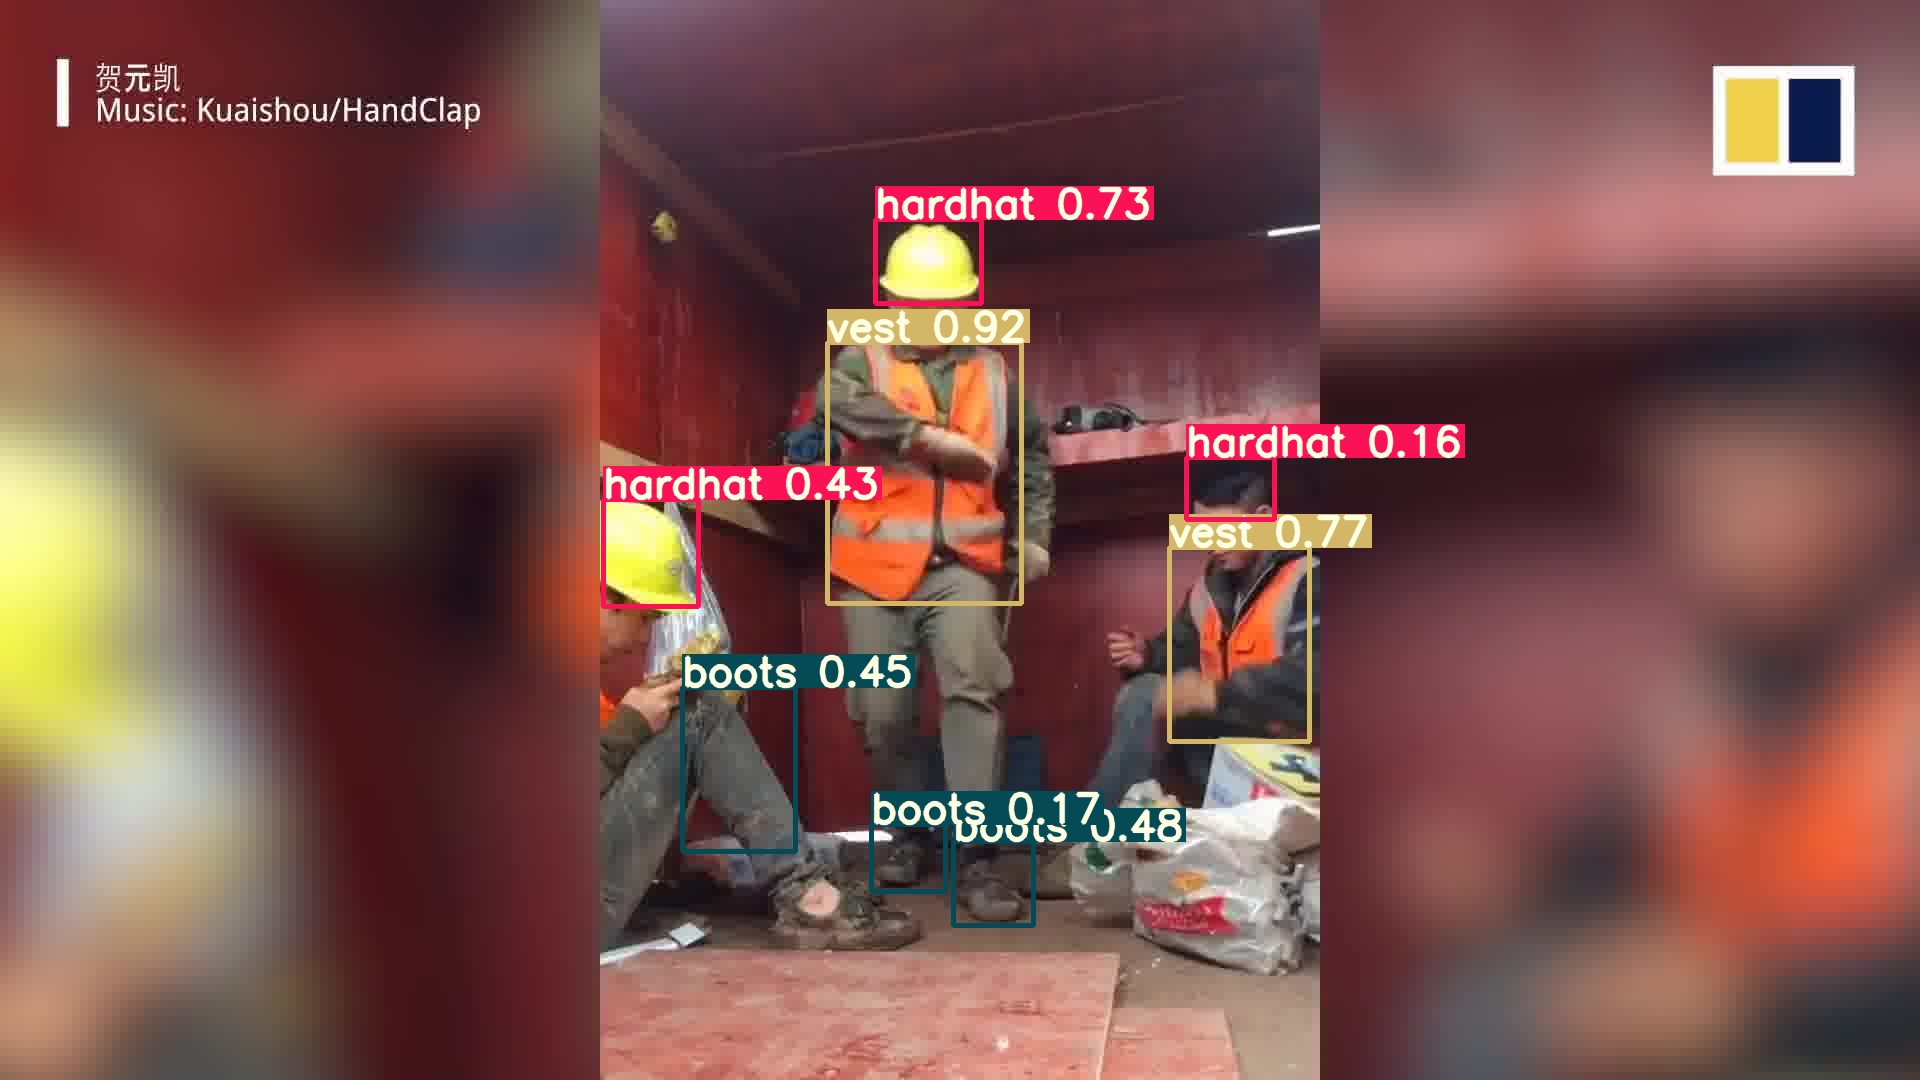 贺元凯
Music: Kuaishou/HandClap
hardhat 0.73
vest 0.92
hardhat 0.16
hardhat 0.43
vest 0.77
boots 0.45
boots 0.17
boots 0.48